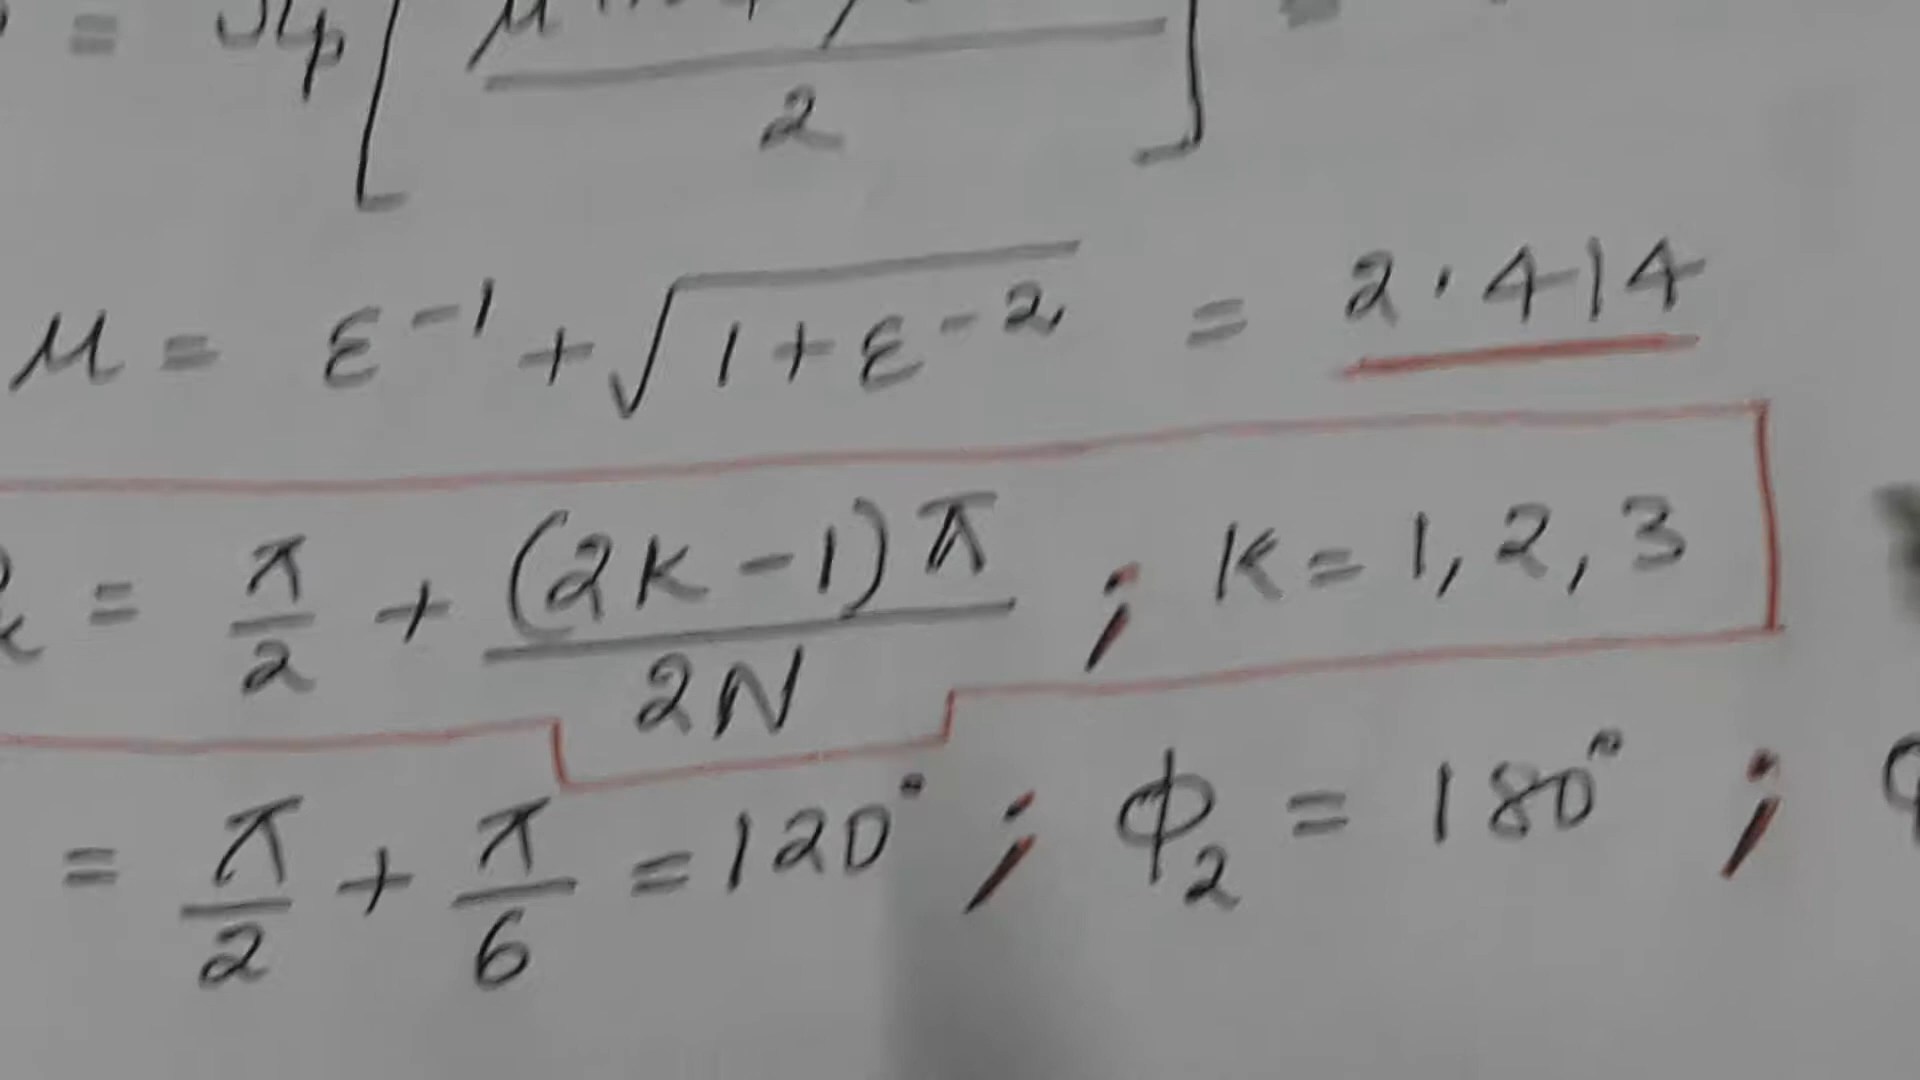 = Ωp [ / 2 ] =
μ = ε⁻¹ + √(1 + ε⁻²) = 2.414
k = π/2 + (2k-1)π / 2N ; k = 1, 2, 3
= π/2 + π/6 = 120° ; φ₂ = 180° ;